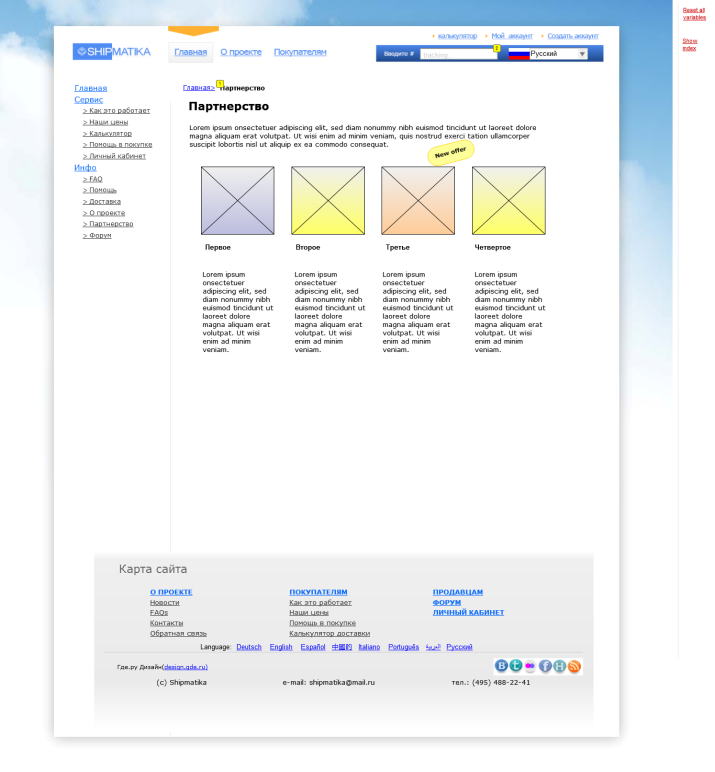 Reset all
variables
Show
index
калькулятор
Мой аккаунт
Создать аккаунт
SHIPMATIKA
Главная
О проекте
Покупателям
Вводите #
tracking
2
Русский
Главная
Сервис
> Как это работает
> Наши цены
> Калькулятор
> Помощь в покупке
> Личный кабинет
Инфо
> FAQ
> Помощь
> Доставка
> О проекте
> Партнерство
> Форум
Главная> 1 Партнерство
Партнерство
Lorem ipsum onsectetuer adipiscing elit, sed diam nonummy nibh euismod tincidunt ut laoreet dolore
magna aliquam erat volutpat. Ut wisi enim ad minim veniam, quis nostrud exerci tation ullamcorper
suscipit lobortis nisl ut aliquip ex ea commodo consequat.
New offer
Первое
Второе
Третье
Четвертое
Lorem ipsum
onsectetuer
adipiscing elit, sed
diam nonummy nibh
euismod tincidunt ut
laoreet dolore
magna aliquam erat
volutpat. Ut wisi
enim ad minim
veniam.
Lorem ipsum
onsectetuer
adipiscing elit, sed
diam nonummy nibh
euismod tincidunt ut
laoreet dolore
magna aliquam erat
volutpat. Ut wisi
enim ad minim
veniam.
Lorem ipsum
onsectetuer
adipiscing elit, sed
diam nonummy nibh
euismod tincidunt ut
laoreet dolore
magna aliquam erat
volutpat. Ut wisi
enim ad minim
veniam.
Lorem ipsum
onsectetuer
adipiscing elit, sed
diam nonummy nibh
euismod tincidunt ut
laoreet dolore
magna aliquam erat
volutpat. Ut wisi
enim ad minim
veniam.
Карта сайта
О ПРОЕКТЕ
Новости
FAQs
Контакты
Обратная связь
ПОКУПАТЕЛЯМ
Как это работает
Наши цены
Помощь в покупке
Калькулятор доставки
ПРОДАВЦАМ
ФОРУМ
ЛИЧНЫЙ КАБИНЕТ
Language: Deutsch English Español 中國的 Italiano Português العربية Русский
Где.ру Дизайн(design.gde.ru)
(c) Shipmatika
e-mail: shipmatika@mail.ru
тел.: (495) 488-22-41